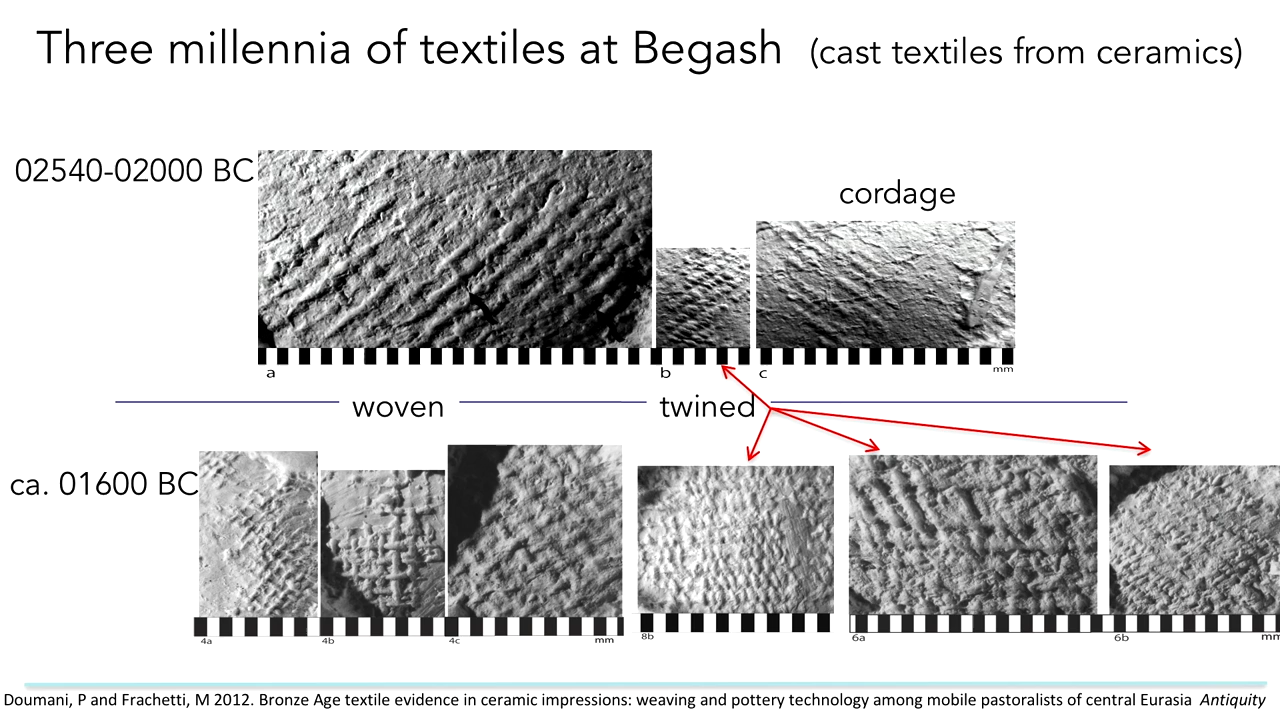 Three millennia of textiles at Begash (cast textiles from ceramics)
02540-02000 BC
cordage
a
b
c
mm
woven
twined
ca. 01600 BC
4a
4b
4c
mm
8b
6a
6b
mm
Doumani, P and Frachetti, M 2012. Bronze Age textile evidence in ceramic impressions: weaving and pottery technology among mobile pastoralists of central Eurasia Antiquity